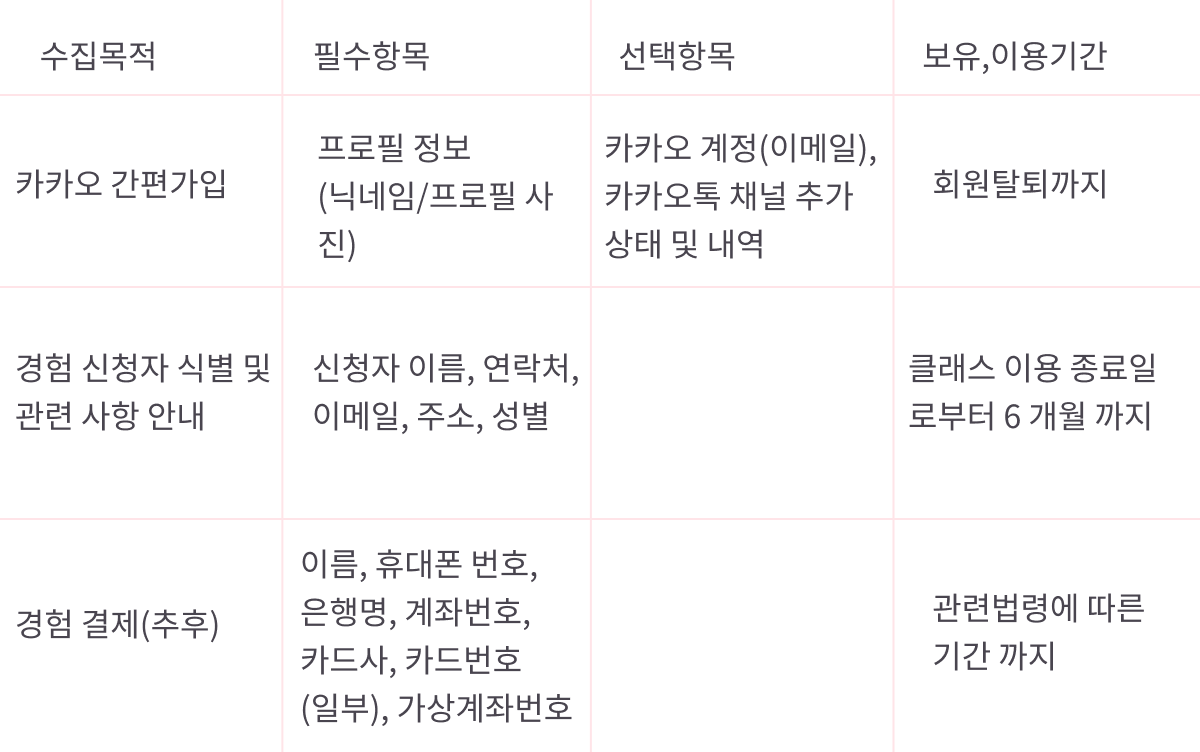 수집목적
필수항목
선택항목
보유,이용기간
카카오 간편가입
프로필 정보
(닉네임/프로필 사
진)
카카오 계정(이메일),
카카오톡 채널 추가
상태 및 내역
회원탈퇴까지
경험 신청자 식별 및
관련 사항 안내
신청자 이름, 연락처,
이메일, 주소, 성별
클래스 이용 종료일
로부터 6 개월 까지
경험 결제(추후)
이름, 휴대폰 번호,
은행명, 계좌번호,
카드사, 카드번호
(일부), 가상계좌번호
관련법령에 따른
기간 까지